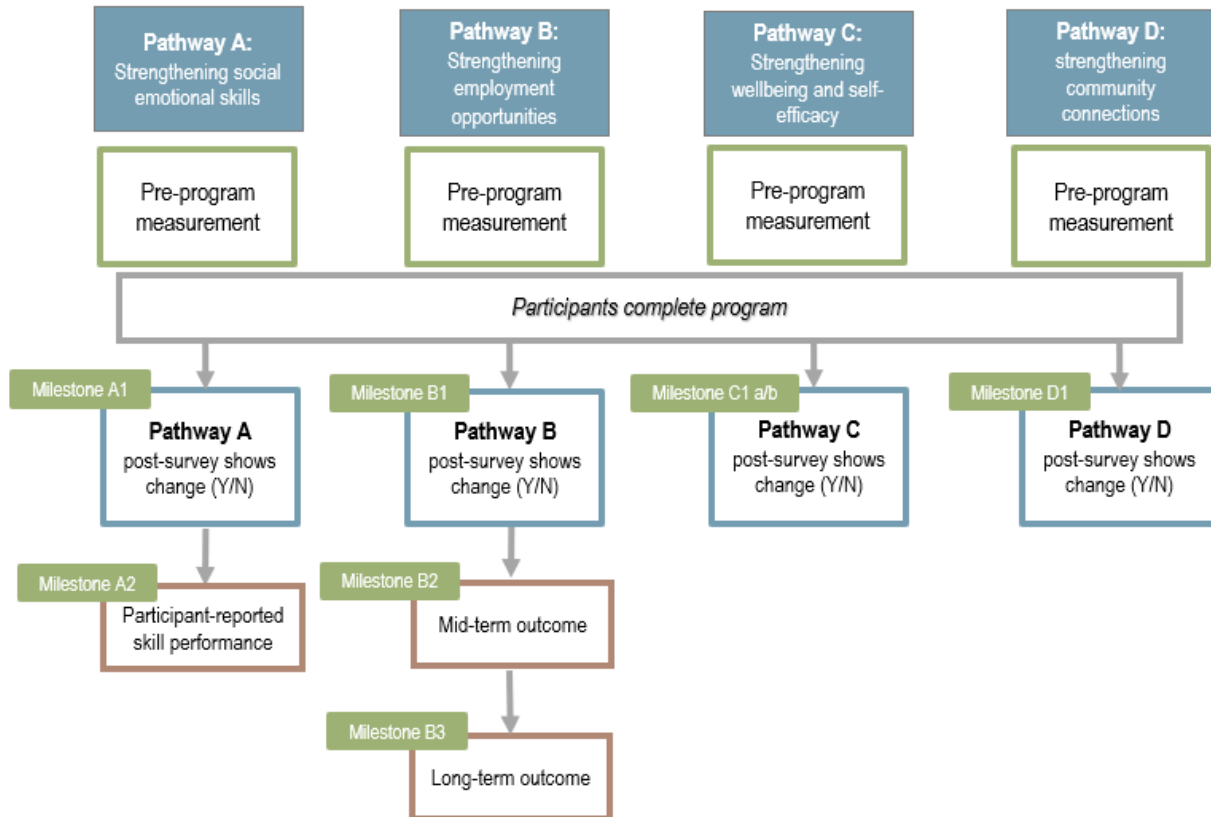 Pathway A:
Strengthening social
emotional skills
Pathway B:
Strengthening
employment
opportunities
Pathway C:
Strengthening
wellbeing and self-
efficacy
Pathway D:
strengthening
community
connections
Pre-program
measurement
Pre-program
measurement
Pre-program
measurement
Pre-program
measurement
Participants complete program
Milestone A1
Pathway A
post-survey shows
change (Y/N)
Milestone B1
Pathway B
post-survey shows
change (Y/N)
Milestone C1 a/b
Pathway C
post-survey shows
change (Y/N)
Milestone D1
Pathway D
post-survey shows
change (Y/N)
Milestone A2
Participant-reported
skill performance
Milestone B2
Mid-term outcome
Milestone B3
Long-term outcome